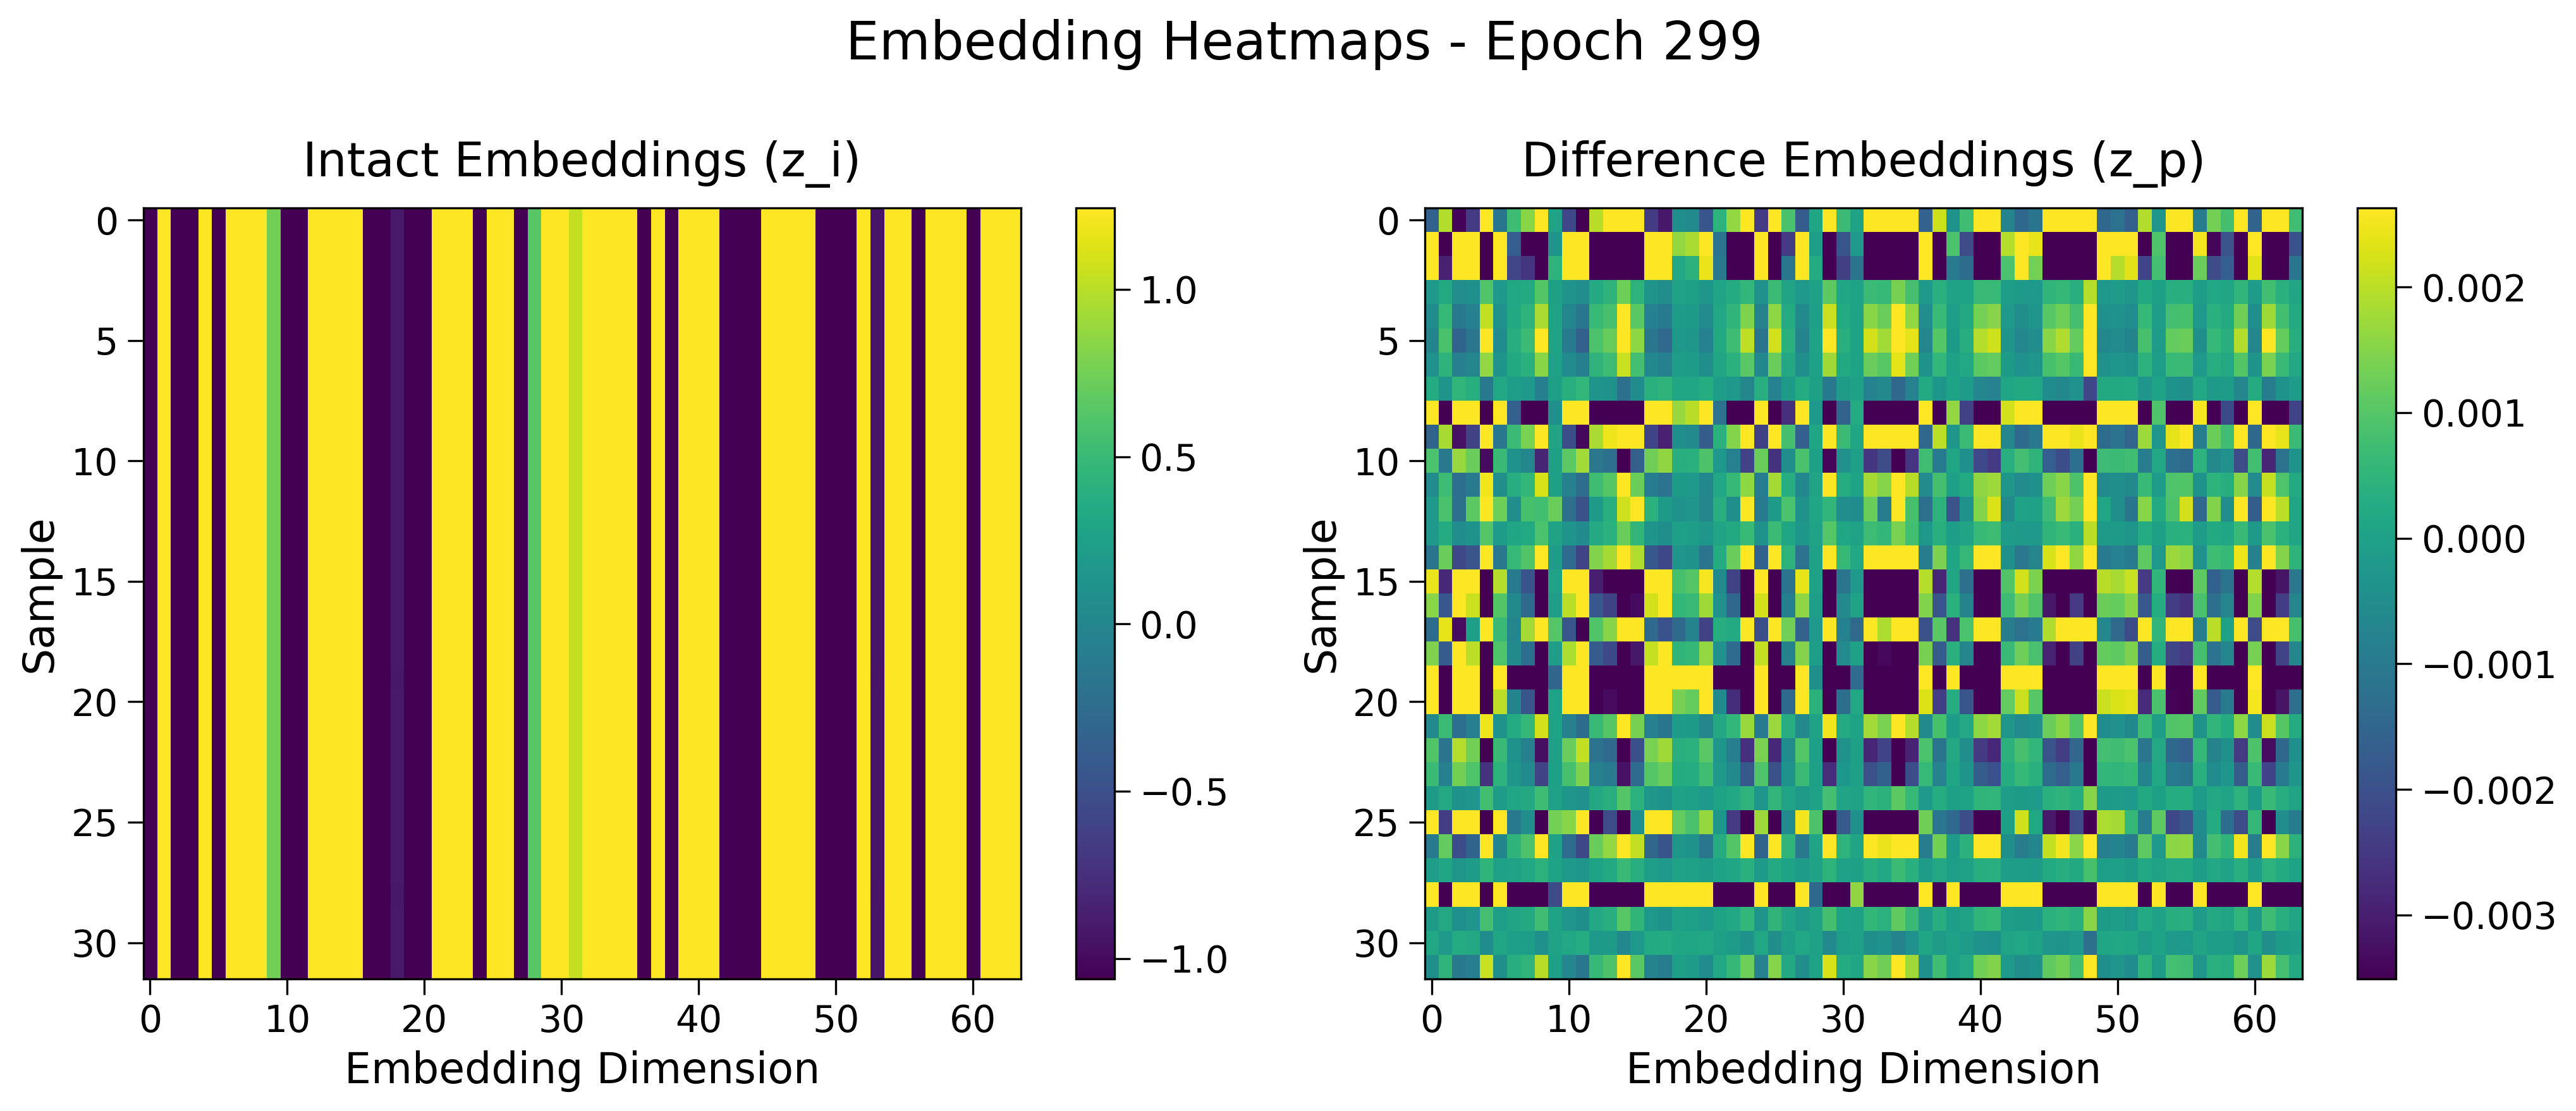 Embedding Heatmaps - Epoch 299
Intact Embeddings (z_i)
0
5
10
15
20
25
30
Sample
0 10 20 30 40 50 60
Embedding Dimension
1.0
0.5
0.0
−0.5
−1.0
Difference Embeddings (z_p)
0
5
10
15
20
25
30
Sample
0 10 20 30 40 50 60
Embedding Dimension
0.002
0.001
0.000
−0.001
−0.002
−0.003